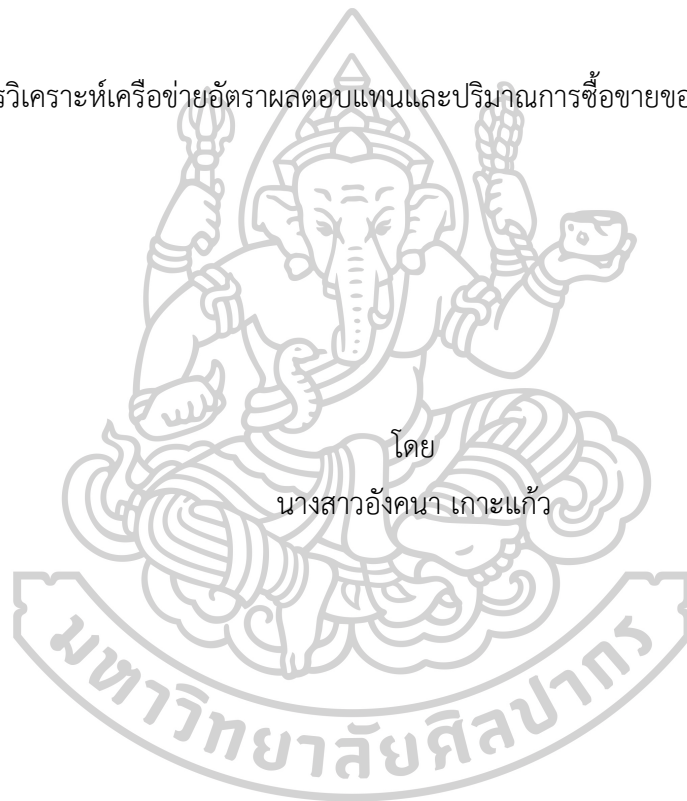 รวิเคราะห์เครือข่ายอัตราผลตอบแทนและปริมาณการซื้อขายขอ
โดย
นางสาวอังคนา เกาะแก้ว
มหาวิทยาลัยศิลปากร